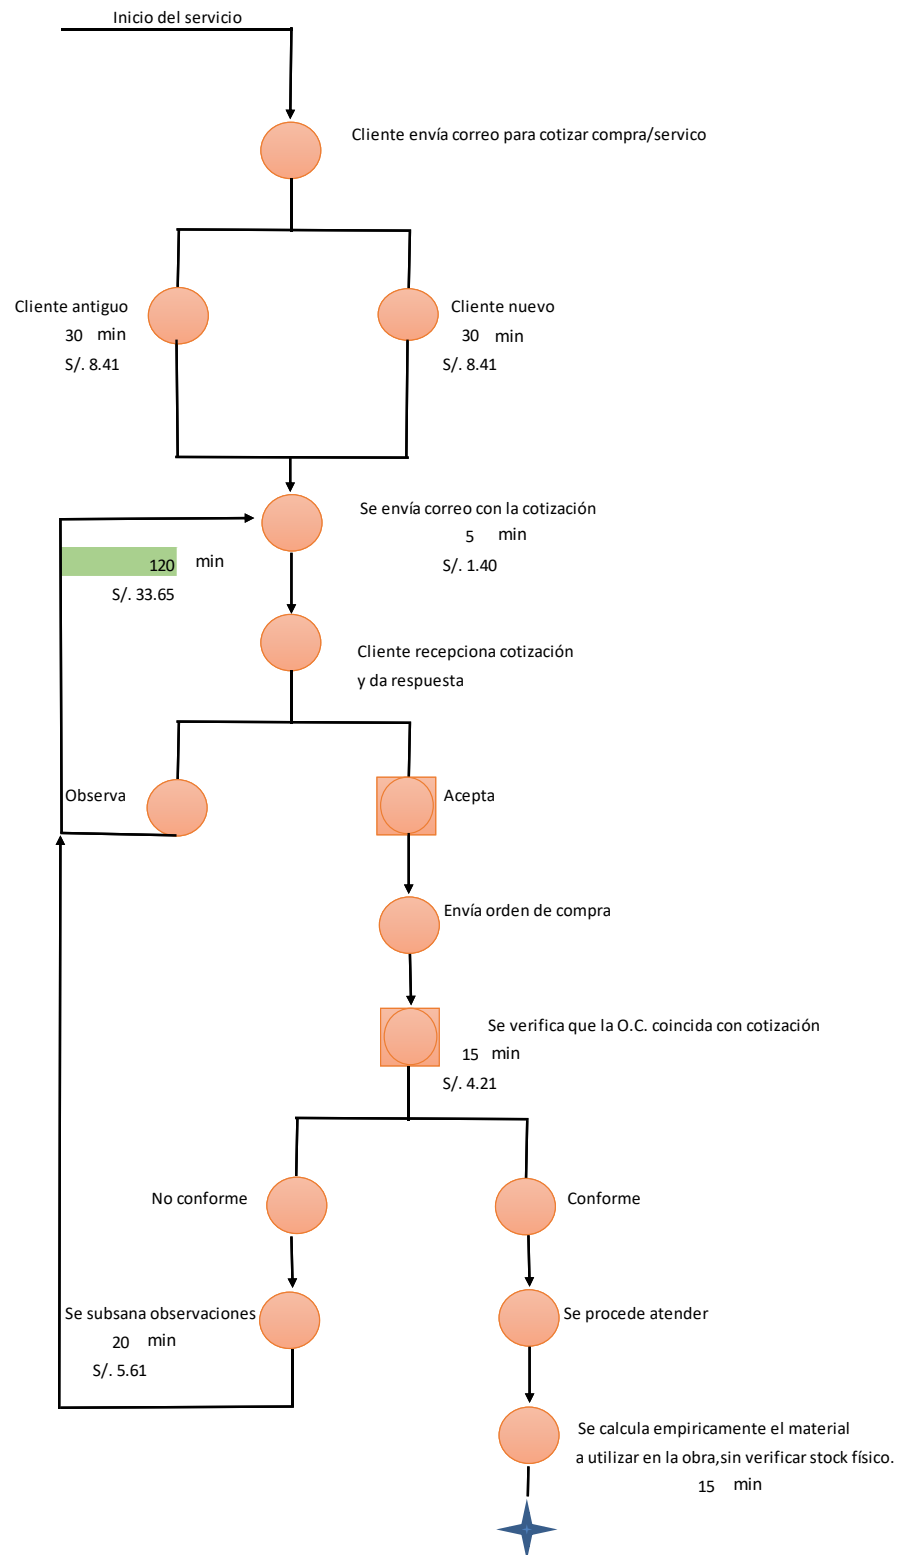 Inicio del servicio
Cliente envía correo para cotizar compra/servico
Cliente antiguo
30 min
S/. 8.41
Cliente nuevo
30 min
S/. 8.41
Se envía correo con la cotización
5 min
S/. 1.40
120 min
S/. 33.65
Cliente recepciona cotización
y da respuesta
Observa
Acepta
Envía orden de compra
Se verifica que la O.C. coincida con cotización
15 min
S/. 4.21
No conforme
Conforme
Se subsana observaciones
20 min
S/. 5.61
Se procede atender
Se calcula empiricamente el material
a utilizar en la obra,sin verificar stock físico.
15 min